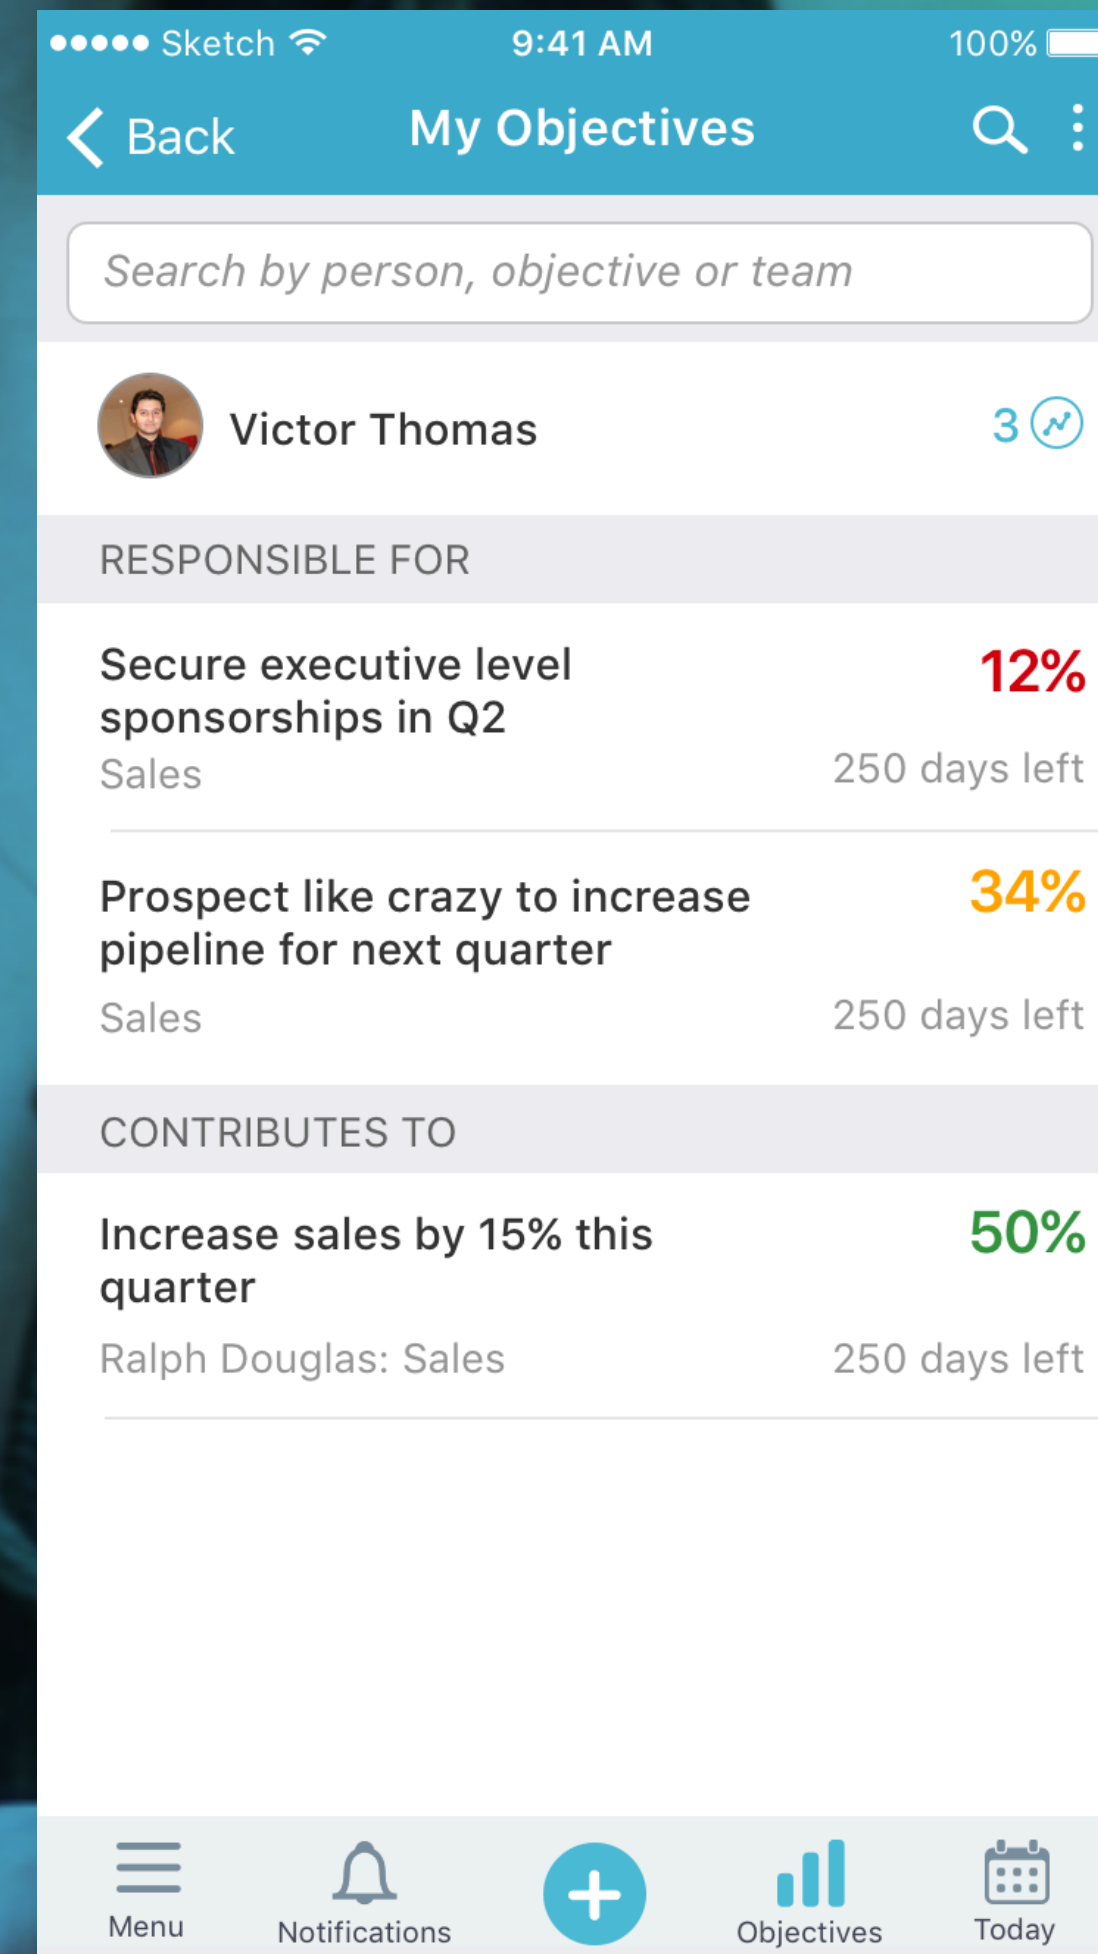 Sketch 9:41 AM 100%
Back My Objectives
Search by person, objective or team
Victor Thomas 3
RESPONSIBLE FOR
Secure executive level 12%
sponsorships in Q2
Sales 250 days left
Prospect like crazy to increase 34%
pipeline for next quarter
Sales 250 days left
CONTRIBUTES TO
Increase sales by 15% this 50%
quarter
Ralph Douglas: Sales 250 days left
Menu Notifications Objectives Today